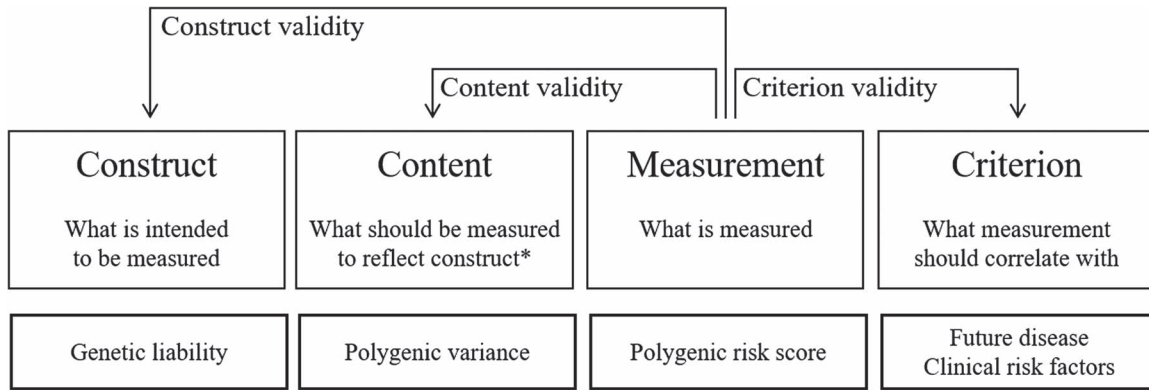 Construct validity
Content validity
Criterion validity
Construct
What is intended
to be measured
Content
What should be measured
to reflect construct*
Measurement
What is measured
Criterion
What measurement
should correlate with
Genetic liability
Polygenic variance
Polygenic risk score
Future disease
Clinical risk factors